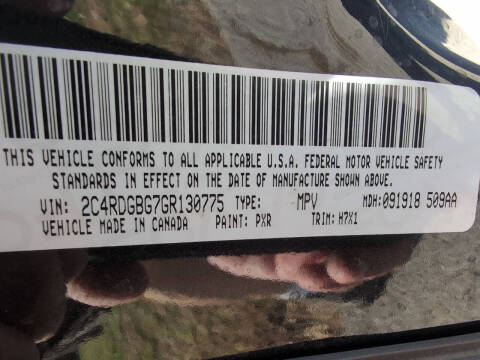 THIS VEHICLE CONFORMS TO ALL APPLICABLE U.S.A. FEDERAL MOTOR VEHICLE SAFETY
STANDARDS IN EFFECT ON THE DATE OF MANUFACTURE SHOWN ABOVE.
VIN: 2C4RDGBG7GR130775 TYPE: MPV MDH:091918 509AA
VEHICLE MADE IN CANADA PAINT: PXR TRIM: H7X1